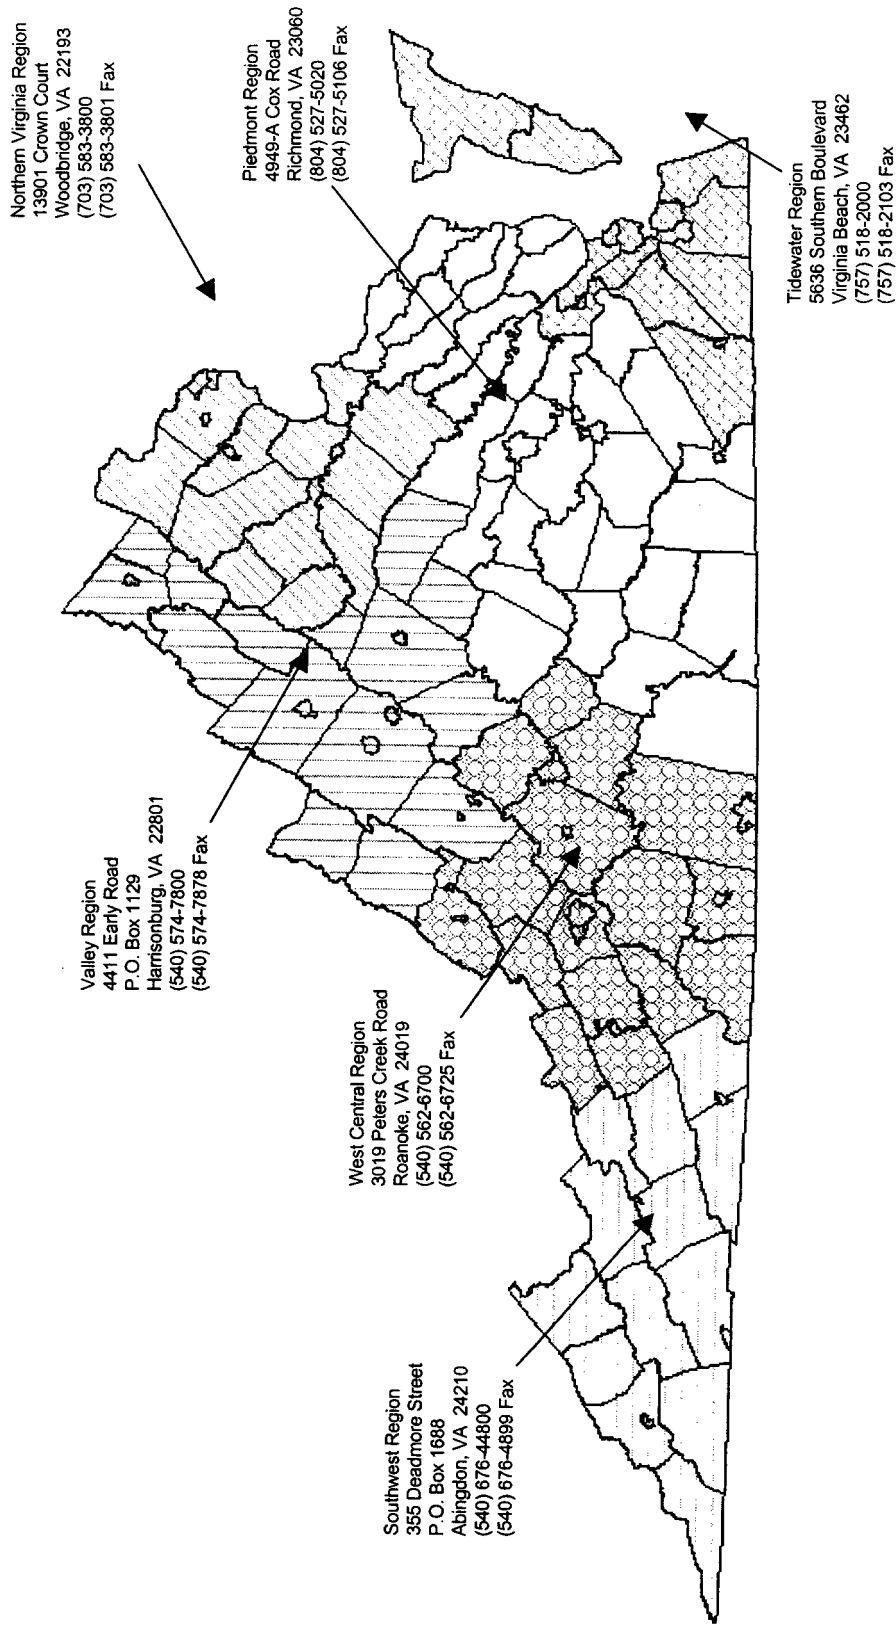 Northern Virginia Region
13901 Crown Court
Woodbridge, VA 22193
(703) 583-3800
(703) 583-3801 Fax
Valley Region
4411 Early Road
P.O. Box 1129
Harrisonburg, VA 22801
(540) 574-7800
(540) 574-7878 Fax
Piedmont Region
4949-A Cox Road
Richmond, VA 23060
(804) 527-5020
(804) 527-5106 Fax
West Central Region
3019 Peters Creek Road
Roanoke, VA 24019
(540) 562-6700
(540) 562-6725 Fax
Southwest Region
355 Deadmore Street
P.O. Box 1688
Abingdon, VA 24210
(540) 676-44800
(540) 676-4899 Fax
Tidewater Region
5636 Southern Boulevard
Virginia Beach, VA 23462
(757) 518-2000
(757) 518-2103 Fax